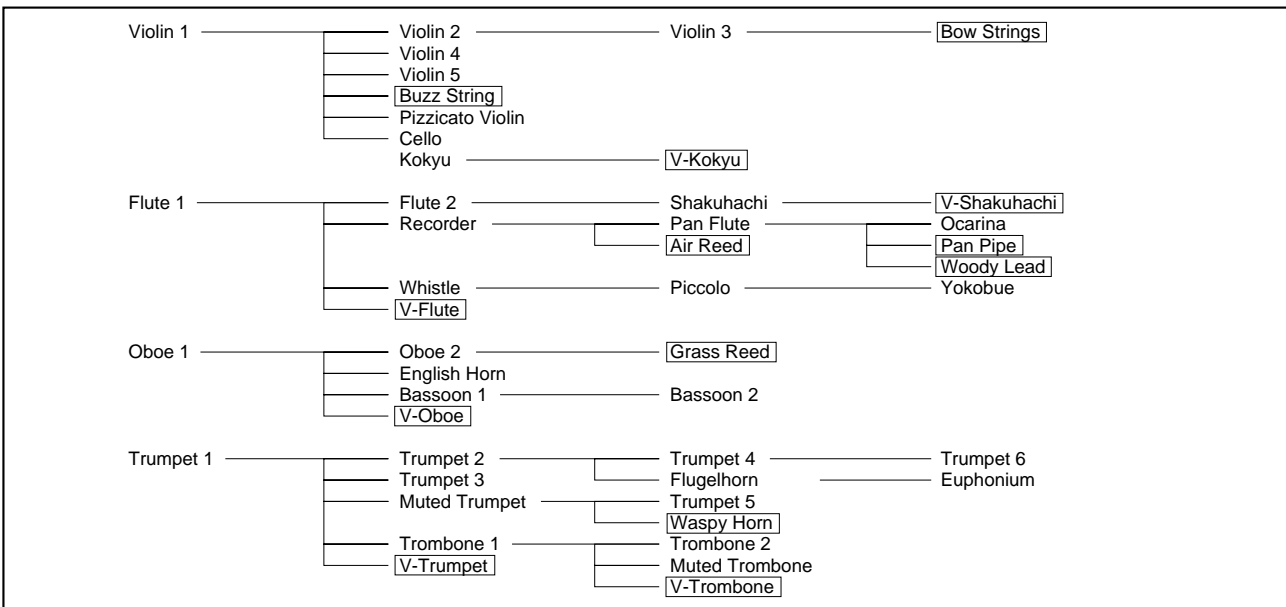 Violin 1 Violin 2 Violin 3 Bow Strings
Violin 4
Violin 5
Buzz String
Pizzicato Violin
Cello
Kokyu V-Kokyu
Flute 1 Flute 2 Shakuhachi V-Shakuhachi
Recorder Pan Flute Ocarina
Air Reed Pan Pipe
Woody Lead
Whistle Piccolo Yokobue
V-Flute
Oboe 1 Oboe 2 Grass Reed
English Horn
Bassoon 1 Bassoon 2
V-Oboe
Trumpet 1 Trumpet 2 Trumpet 4 Trumpet 6
Trumpet 3 Flugelhorn Euphonium
Muted Trumpet Trumpet 5
Waspy Horn
Trombone 1 Trombone 2
V-Trumpet Muted Trombone
V-Trombone